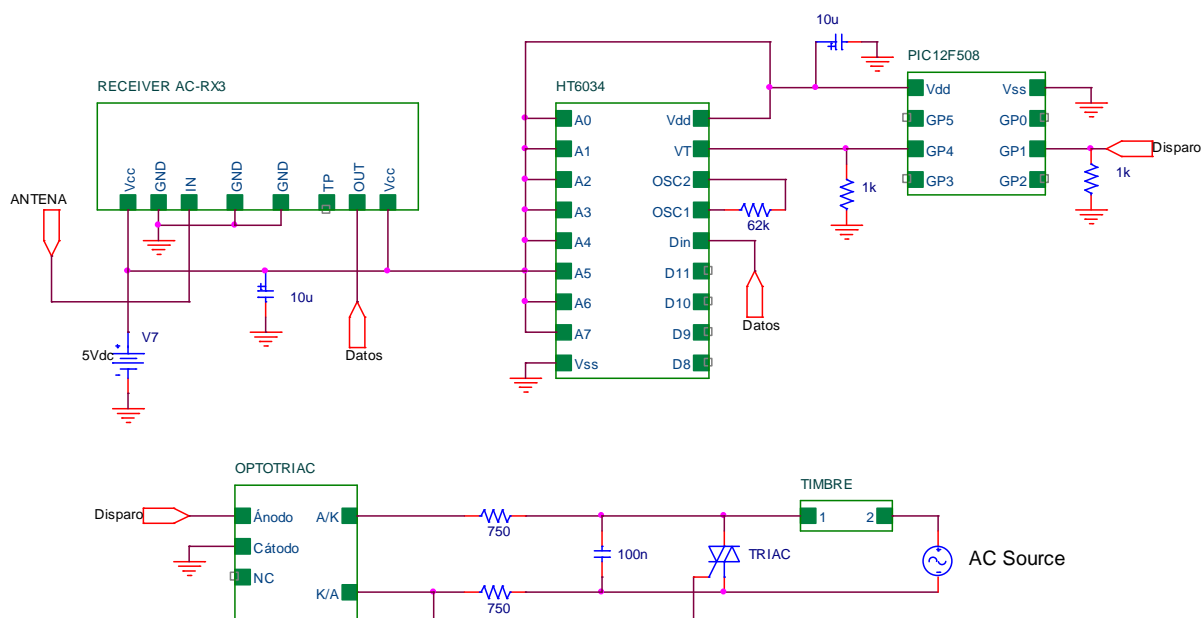 10u
PIC12F508
RECEIVER AC-RX3
HT6034
Vdd Vss
A0 Vdd
GP5 GP0
A1 VT
GP4 GP1
Disparo
Vcc GND IN GND GND TP OUT Vcc
A2 OSC2
GP3 GP2
1k
1k
ANTENA
A3 OSC1
62k
A4 Din
A5 D11
10u
A6 D10
Datos
Datos
A7 D9
V7
5Vdc
+
-
Vss D8
OPTOTRIAC
TIMBRE
Disparo
Ánodo A/K
750
1 2
Cátodo
100n
TRIAC
AC Source
NC
K/A
750